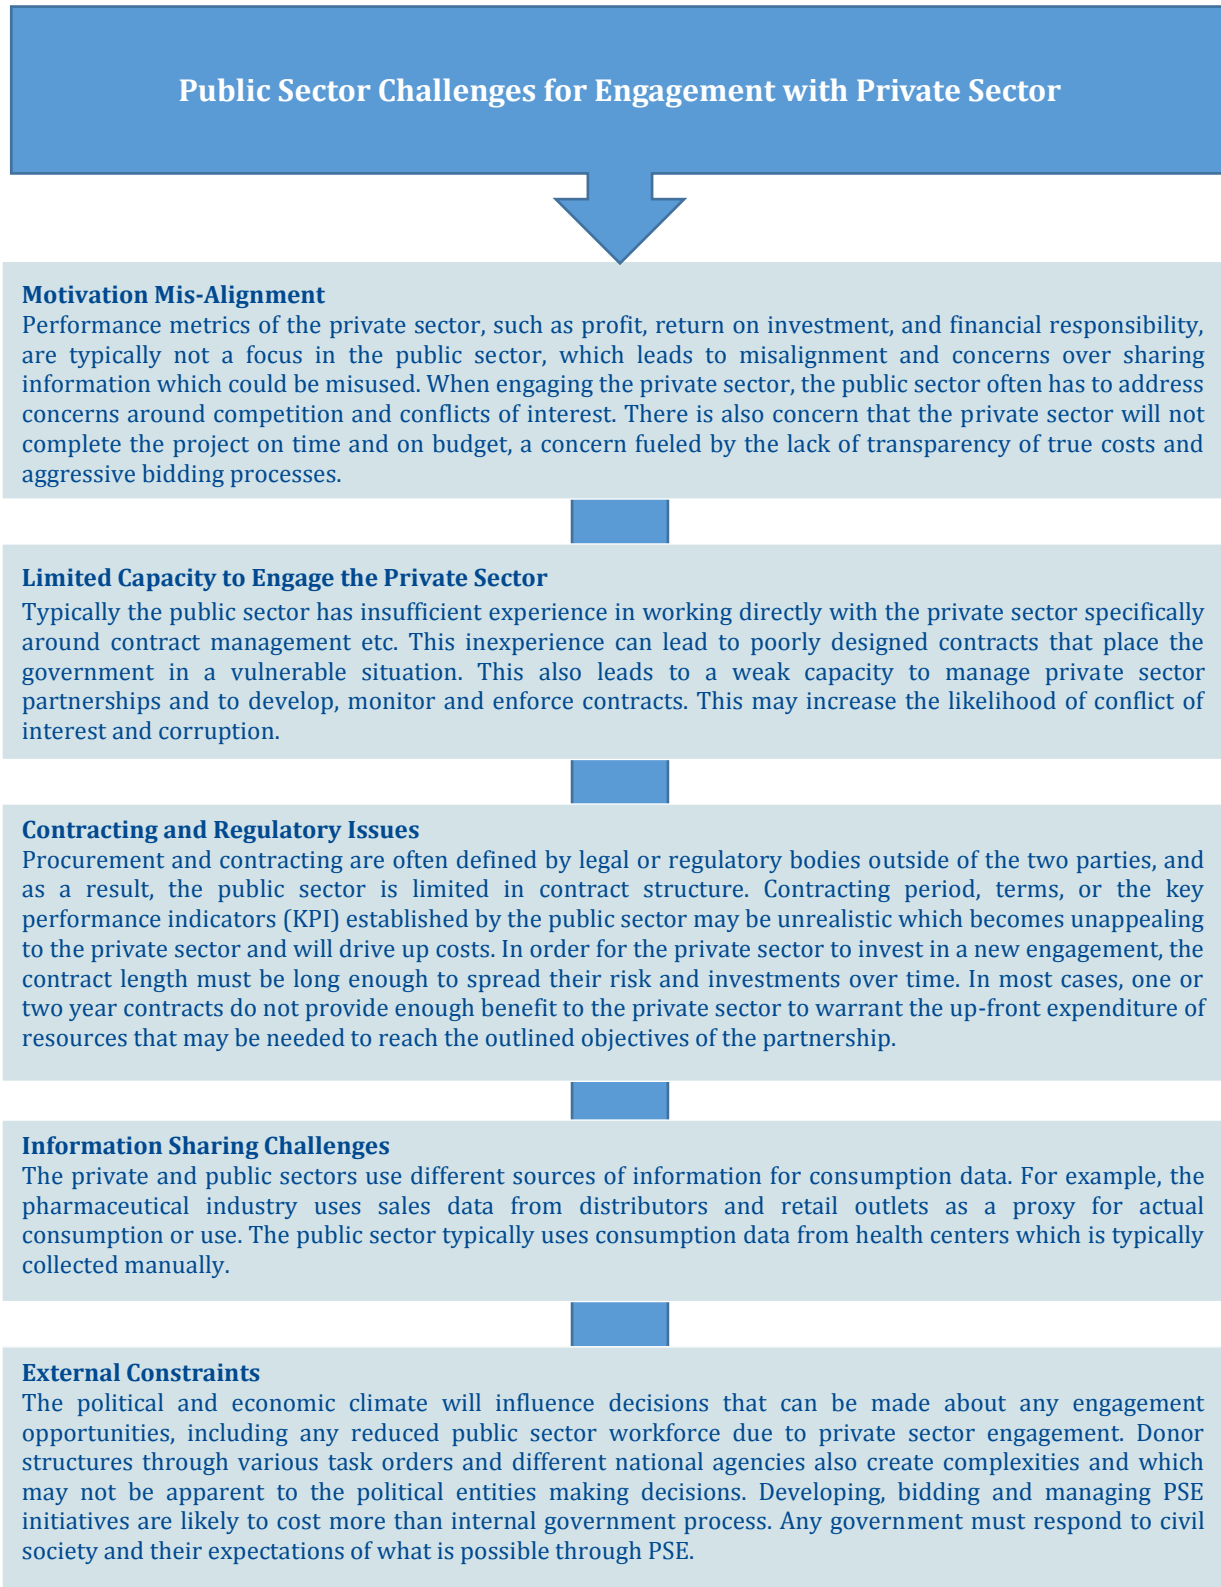 Public Sector Challenges for Engagement with Private Sector
Motivation Mis-Alignment
Performance metrics of the private sector, such as profit, return on investment, and financial responsibility,
are typically not a focus in the public sector, which leads to misalignment and concerns over sharing
information which could be misused. When engaging the private sector, the public sector often has to address
concerns around competition and conflicts of interest. There is also concern that the private sector will not
complete the project on time and on budget, a concern fueled by the lack of transparency of true costs and
aggressive bidding processes.
Limited Capacity to Engage the Private Sector
Typically the public sector has insufficient experience in working directly with the private sector specifically
around contract management etc. This inexperience can lead to poorly designed contracts that place the
government in a vulnerable situation. This also leads to a weak capacity to manage private sector
partnerships and to develop, monitor and enforce contracts. This may increase the likelihood of conflict of
interest and corruption.
Contracting and Regulatory Issues
Procurement and contracting are often defined by legal or regulatory bodies outside of the two parties, and
as a result, the public sector is limited in contract structure. Contracting period, terms, or the key
performance indicators (KPI) established by the public sector may be unrealistic which becomes unappealing
to the private sector and will drive up costs. In order for the private sector to invest in a new engagement, the
contract length must be long enough to spread their risk and investments over time. In most cases, one or
two year contracts do not provide enough benefit to the private sector to warrant the up-front expenditure of
resources that may be needed to reach the outlined objectives of the partnership.
Information Sharing Challenges
The private and public sectors use different sources of information for consumption data. For example, the
pharmaceutical industry uses sales data from distributors and retail outlets as a proxy for actual
consumption or use. The public sector typically uses consumption data from health centers which is typically
collected manually.
External Constraints
The political and economic climate will influence decisions that can be made about any engagement
opportunities, including any reduced public sector workforce due to private sector engagement. Donor
structures through various task orders and different national agencies also create complexities and which
may not be apparent to the political entities making decisions. Developing, bidding and managing PSE
initiatives are likely to cost more than internal government process. Any government must respond to civil
society and their expectations of what is possible through PSE.